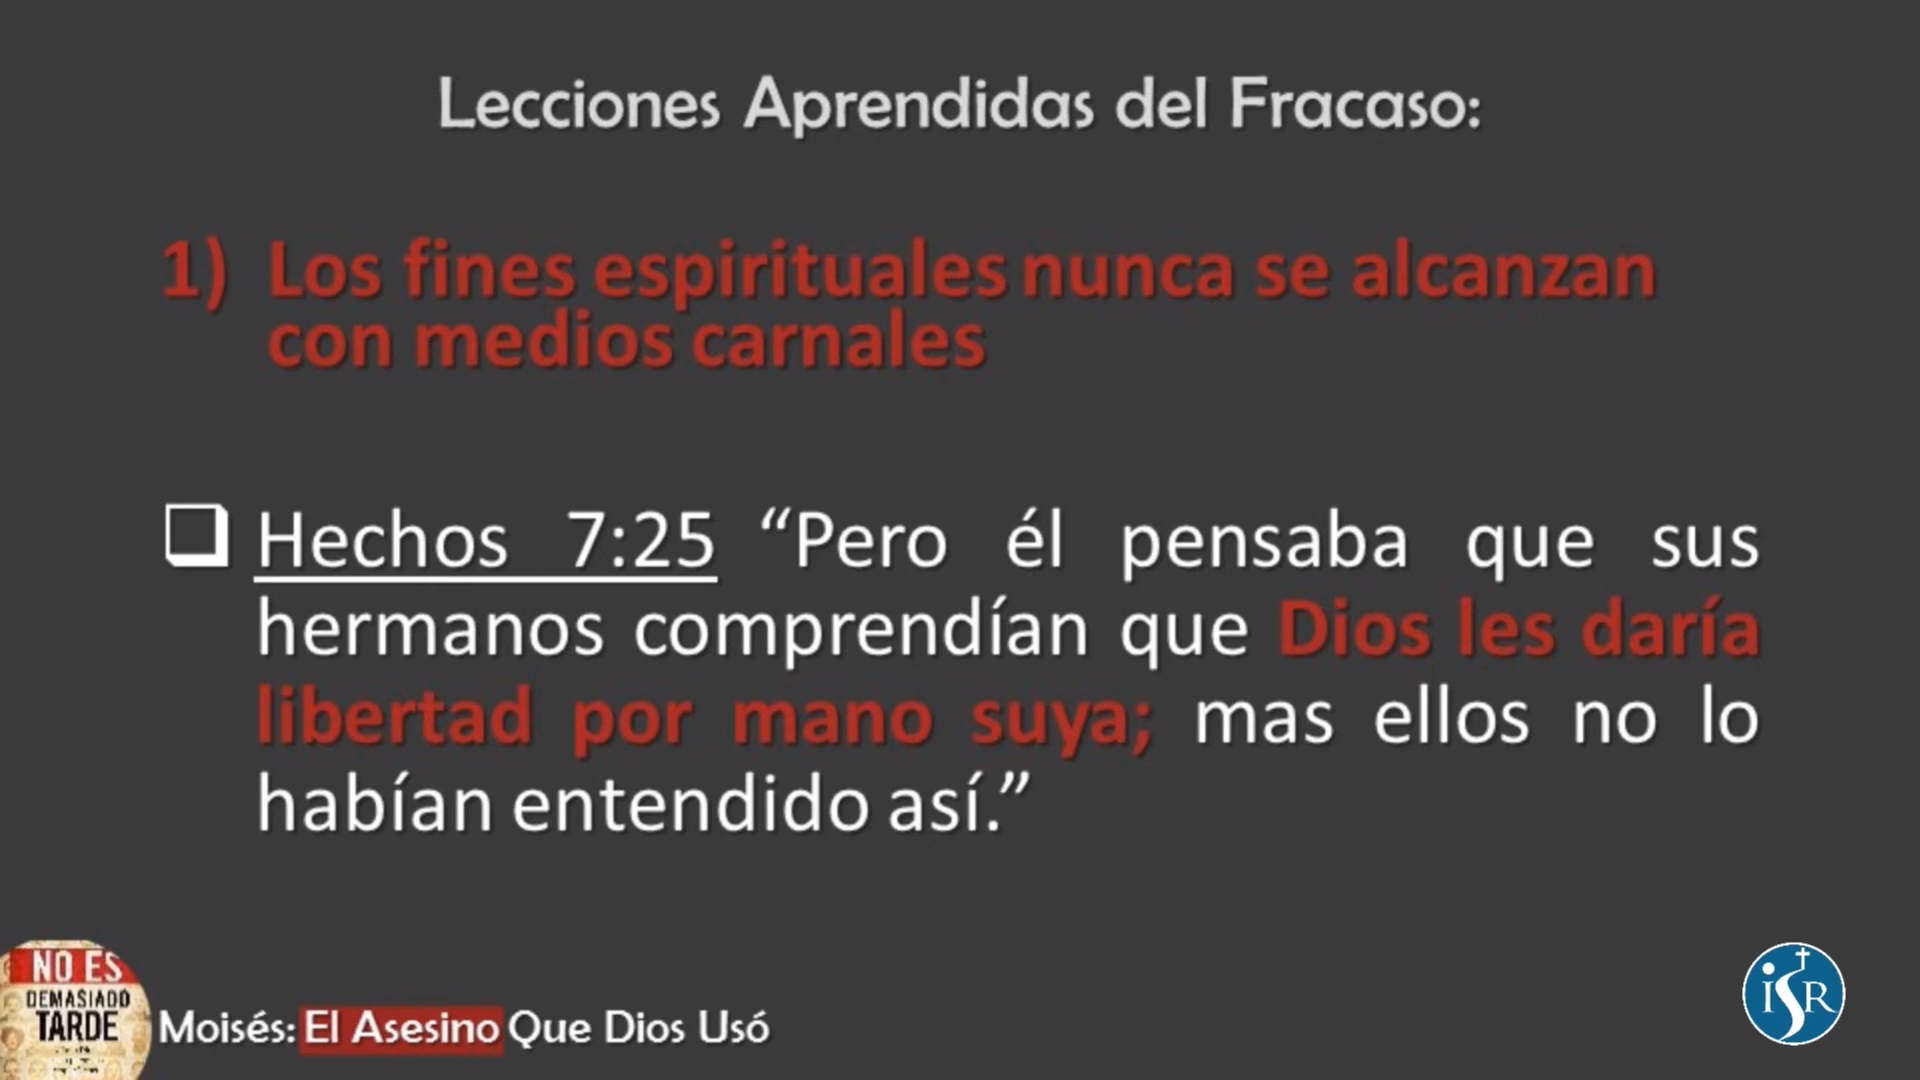 Lecciones Aprendidas del Fracaso:
1) Los fines espirituales nunca se alcanzan
con medios carnales
Hechos 7:25 “Pero él pensaba que sus
hermanos comprendían que Dios les daría
libertad por mano suya; mas ellos no lo
habían entendido así.”
NO ES
DEMASIADO
TARDE
Moisés: El Asesino Que Dios Usó
iSR